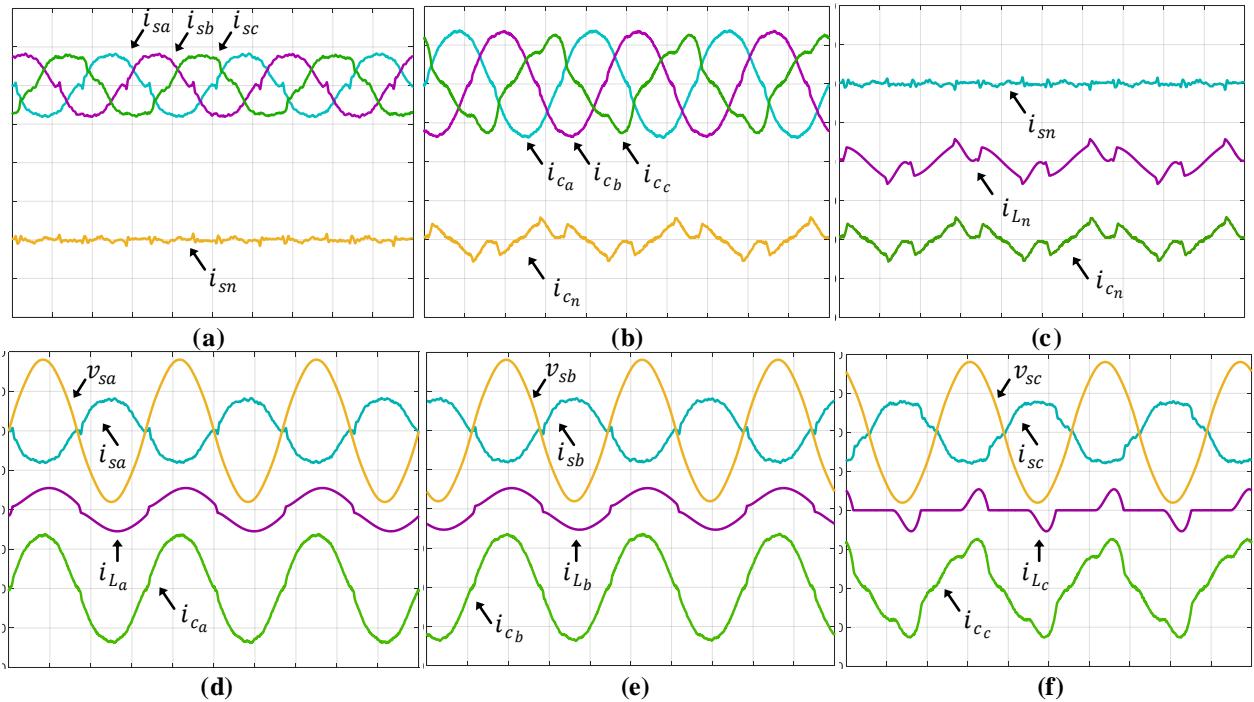 i_sa i_sb i_sc
i_sn
(a)
i_ca i_cb i_cc
i_cn
(b)
i_sn
i_Ln
i_cn
(c)
v_sa
i_sa
i_La
i_ca
(d)
v_sb
i_sb
i_Lb
i_cb
(e)
v_sc
i_sc
i_Lc
i_cc
(f)